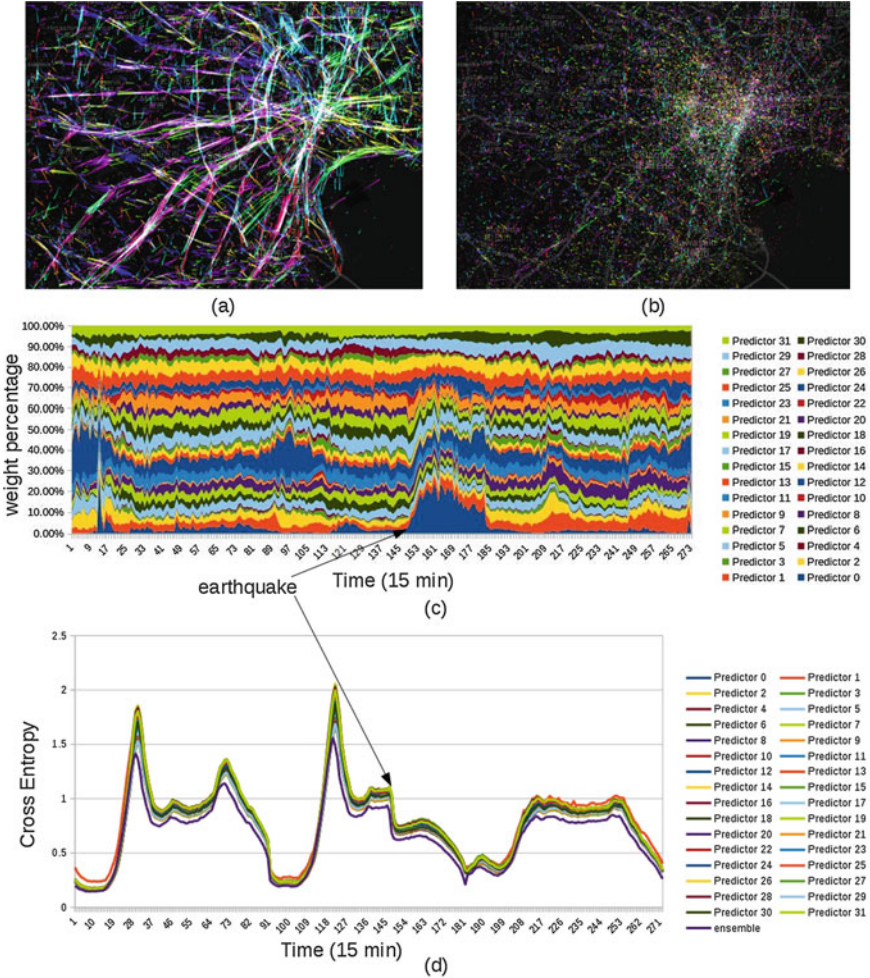 (a)
(b)
100.00%
90.00%
80.00%
70.00%
60.00%
50.00%
40.00%
30.00%
20.00%
10.00%
0.00%
weight percentage
1 9 17 25 33 41 49 57 65 73 81 89 97 105 113 121 129 137 145 153 161 169 177 185 193 201 209 217 225 233 241 249 257 265 273
Predictor 31 Predictor 30
Predictor 29 Predictor 28
Predictor 27 Predictor 26
Predictor 25 Predictor 24
Predictor 23 Predictor 22
Predictor 21 Predictor 20
Predictor 19 Predictor 18
Predictor 17 Predictor 16
Predictor 15 Predictor 14
Predictor 13 Predictor 12
Predictor 11 Predictor 10
Predictor 9 Predictor 8
Predictor 7 Predictor 6
Predictor 5 Predictor 4
Predictor 3 Predictor 2
Predictor 1 Predictor 0
earthquake
Time (15 min)
(c)
2.5
2
1.5
1
0.5
0
Cross Entropy
1 10 19 28 37 46 55 64 73 82 91 100 109 118 127 136 145 154 163 172 181 190 199 208 217 226 235 244 253 262 271
Predictor 0 Predictor 1
Predictor 2 Predictor 3
Predictor 4 Predictor 5
Predictor 6 Predictor 7
Predictor 8 Predictor 9
Predictor 10 Predictor 11
Predictor 12 Predictor 13
Predictor 14 Predictor 15
Predictor 16 Predictor 17
Predictor 18 Predictor 19
Predictor 20 Predictor 21
Predictor 22 Predictor 23
Predictor 24 Predictor 25
Predictor 26 Predictor 27
Predictor 28 Predictor 29
Predictor 30 Predictor 31
ensemble
Time (15 min)
(d)